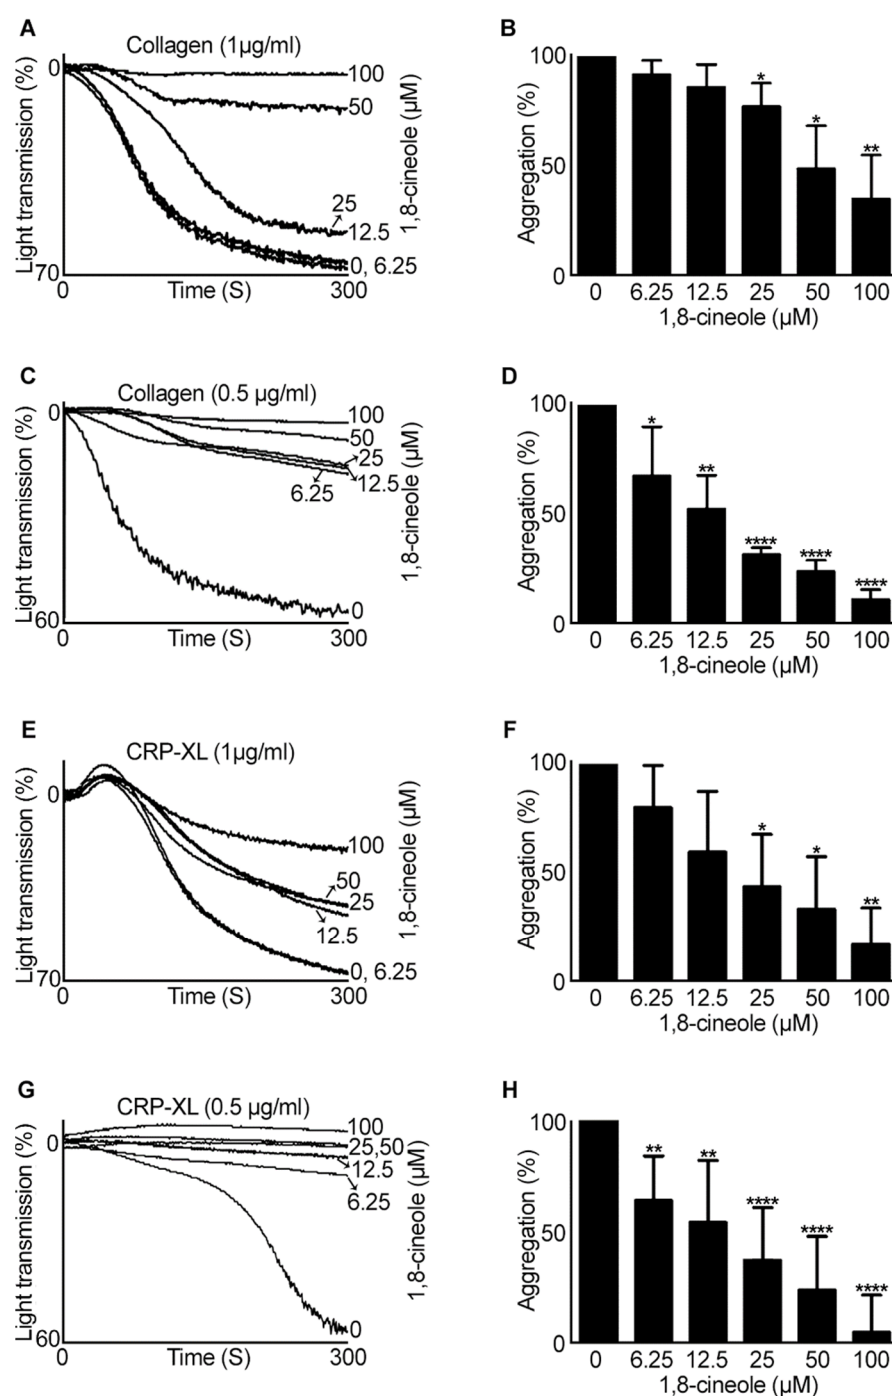 A
Collagen (1µg/ml)
Light transmission (%)
0
70
0
Time (S)
300
100
50
25
12.5
0, 6.25
1,8-cineole (µM)
B
Aggregation (%)
100
50
0
*
*
**
0 6.25 12.5 25 50 100
1,8-cineole (µM)
C
Collagen (0.5 µg/ml)
Light transmission (%)
0
60
0
Time (S)
300
100
50
25
12.5
6.25
0
1,8-cineole (µM)
D
Aggregation (%)
100
50
0
*
**
****
****
****
0 6.25 12.5 25 50 100
1,8-cineole (µM)
E
CRP-XL (1µg/ml)
Light transmission (%)
0
70
0
Time (S)
300
100
50
25
12.5
0, 6.25
1,8-cineole (µM)
F
Aggregation (%)
100
50
0
*
*
**
0 6.25 12.5 25 50 100
1,8-cineole (µM)
G
CRP-XL (0.5 µg/ml)
Light transmission (%)
0
60
0
Time (S)
300
100
25,50
12.5
6.25
0
1,8-cineole (µM)
H
Aggregation (%)
100
50
0
**
**
****
****
****
0 6.25 12.5 25 50 100
1,8-cineole (µM)